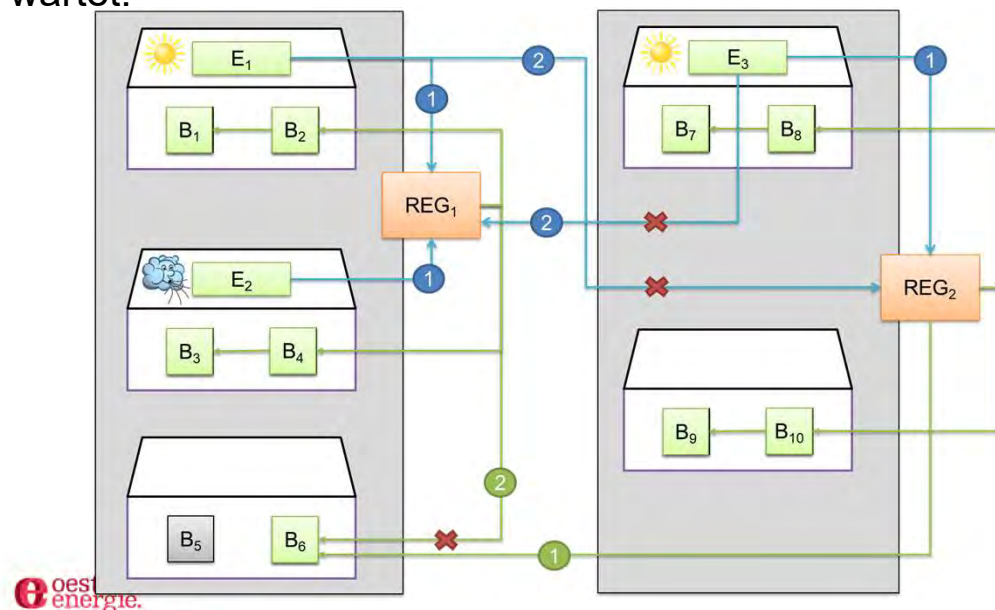 wartet.
E1
2
E3
1
1
B1
B2
B7
B8
REG1
2
E2
1
REG2
B3
B4
B9
B10
2
B5
B6
1
oest
energie.